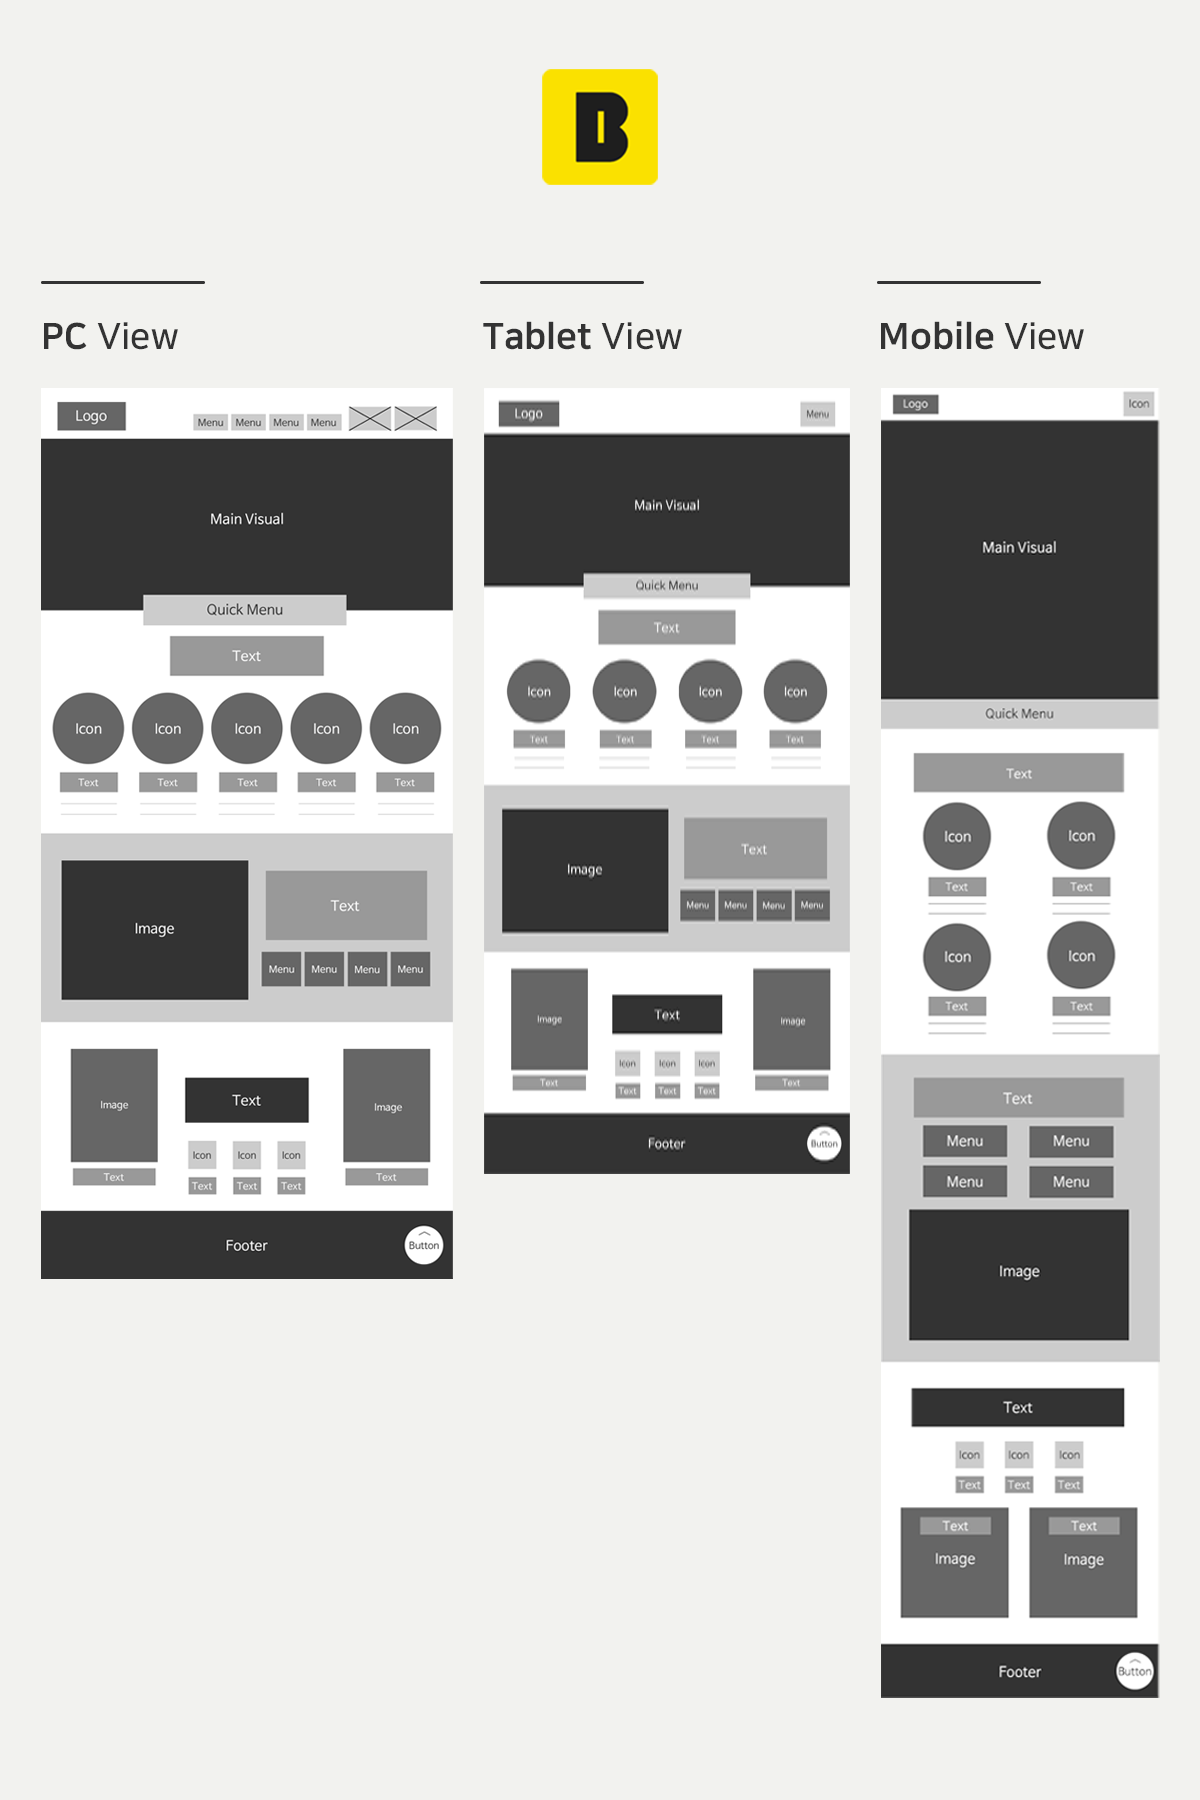 B
PC View
Logo
Menu Menu Menu Menu
Main Visual
Quick Menu
Text
Icon Icon Icon Icon Icon
Text Text Text Text Text
Image
Text
Menu Menu Menu Menu
Image
Text
Text
Icon Icon Icon
Text Text Text
Image
Text
Footer
Button
Tablet View
Logo
Menu
Main Visual
Quick Menu
Text
Icon Icon Icon Icon
Text Text Text Text
Image
Text
Menu Menu Menu Menu
Image
Text
Text
Icon Icon Icon
Text Text Text
Image
Text
Footer
Button
Mobile View
Logo
Icon
Main Visual
Quick Menu
Text
Icon Icon
Text Text
Icon Icon
Text Text
Text
Menu Menu
Menu Menu
Image
Text
Icon Icon Icon
Text Text Text
Text Text
Image Image
Footer
Button